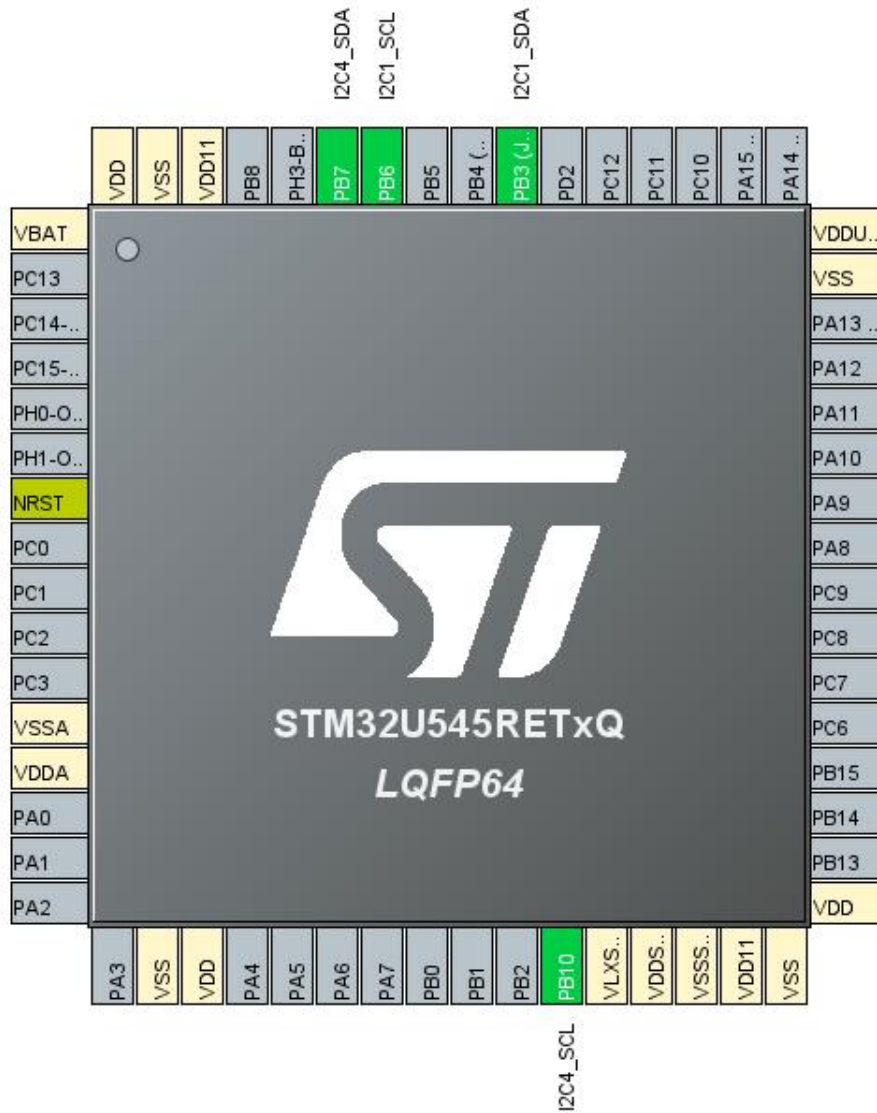 I2C4_SDA
I2C1_SCL
I2C1_SDA
VDD
VSS
VDD11
PB8
PH3-B..
PB7
PB6
PB5
PB4 (..
PB3 (J..
PD2
PC12
PC11
PC10
PA15 ..
PA14 ..
VBAT
PC13
PC14-..
PC15-..
PH0-O..
PH1-O..
NRST
PC0
PC1
PC2
PC3
VSSA
VDDA
PA0
PA1
PA2
VDDU..
VSS
PA13 ..
PA12
PA11
PA10
PA9
PA8
PC9
PC8
PC7
PC6
PB15
PB14
PB13
VDD
ST
STM32U545RETxQ
LQFP64
PA3
VSS
VDD
PA4
PA5
PA6
PA7
PB0
PB1
PB2
PB10
VLXS..
VDDS..
VSSS..
VDD11
VSS
I2C4_SCL